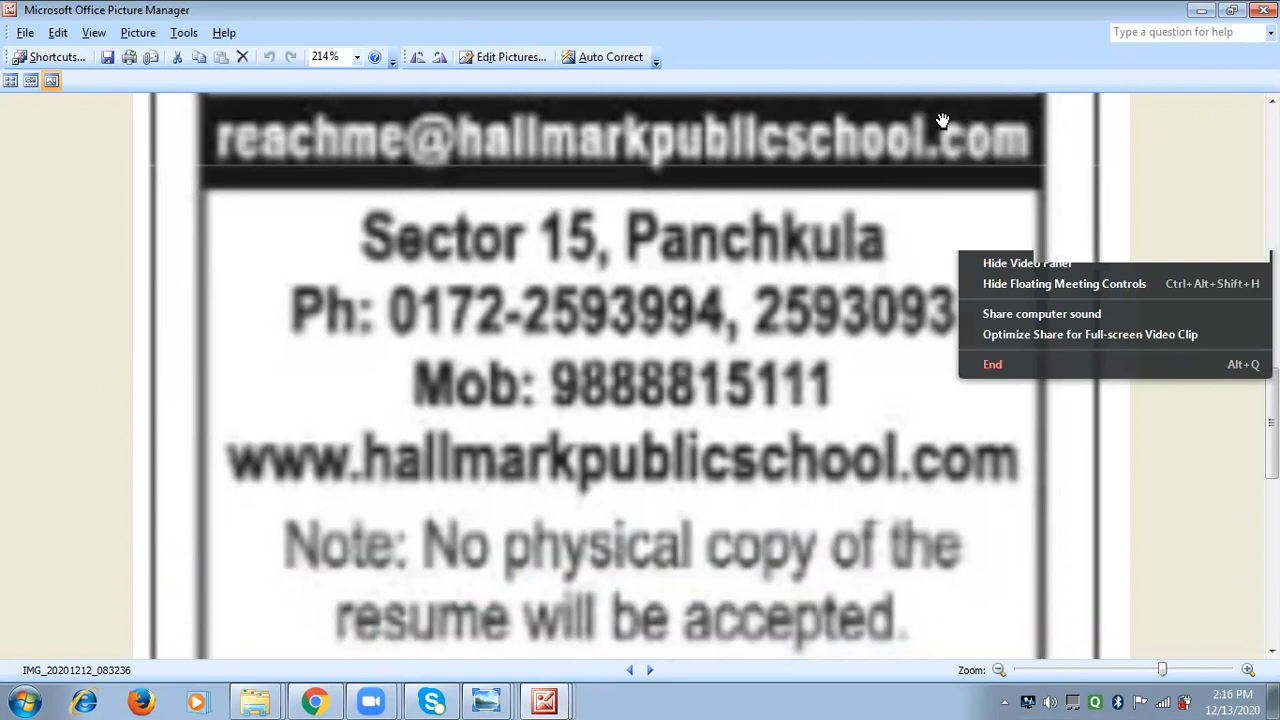 Microsoft Office Picture Manager
File Edit View Picture Tools Help
Type a question for help
Shortcuts... 214% Edit Pictures... Auto Correct
reachme@hallmarkpublicschool.com
Sector 15, Panchkula
Ph: 0172-2593994, 2593093
Mob: 9888815111
www.hallmarkpublicschool.com
Note: No physical copy of the
resume will be accepted.
Hide Video Panel
Hide Floating Meeting Controls Ctrl+Alt+Shift+H
Share computer sound
Optimize Share for Full-screen Video Clip
End Alt+Q
IMG_20201212_083236
Zoom:
2:16 PM
12/13/2020